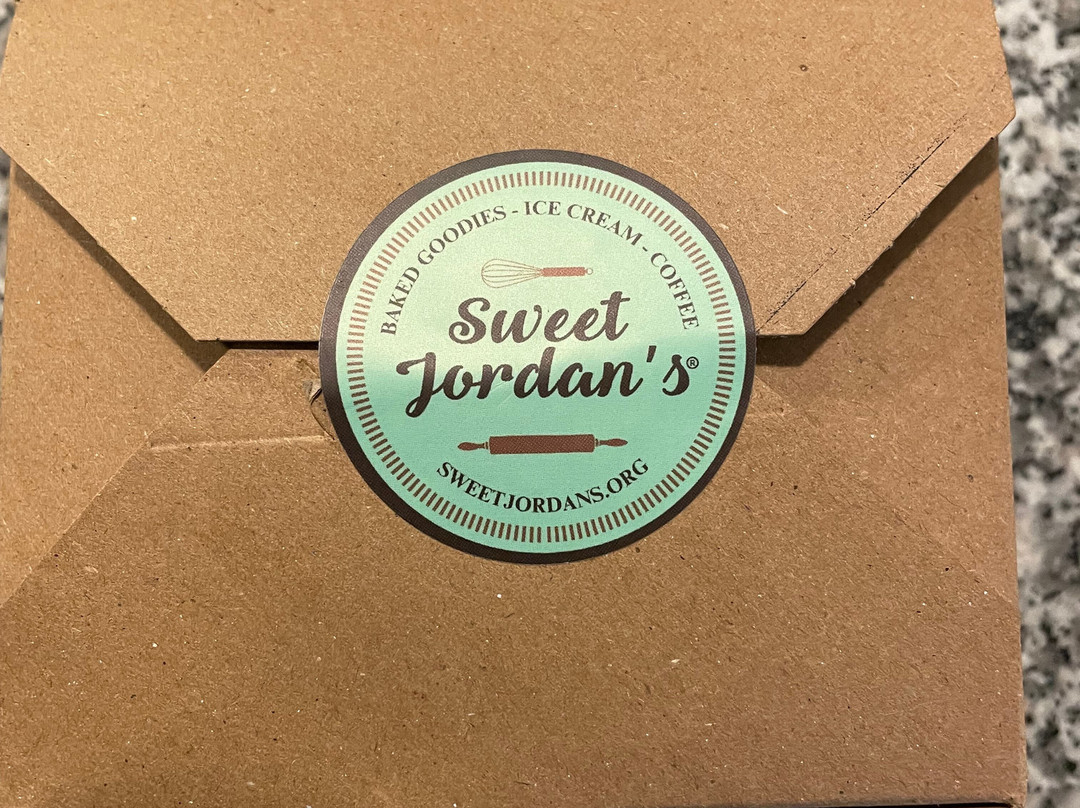 BAKED GOODIES - ICE CREAM - COFFEE
Sweet
Jordan's®
SWEETJORDANS.ORG